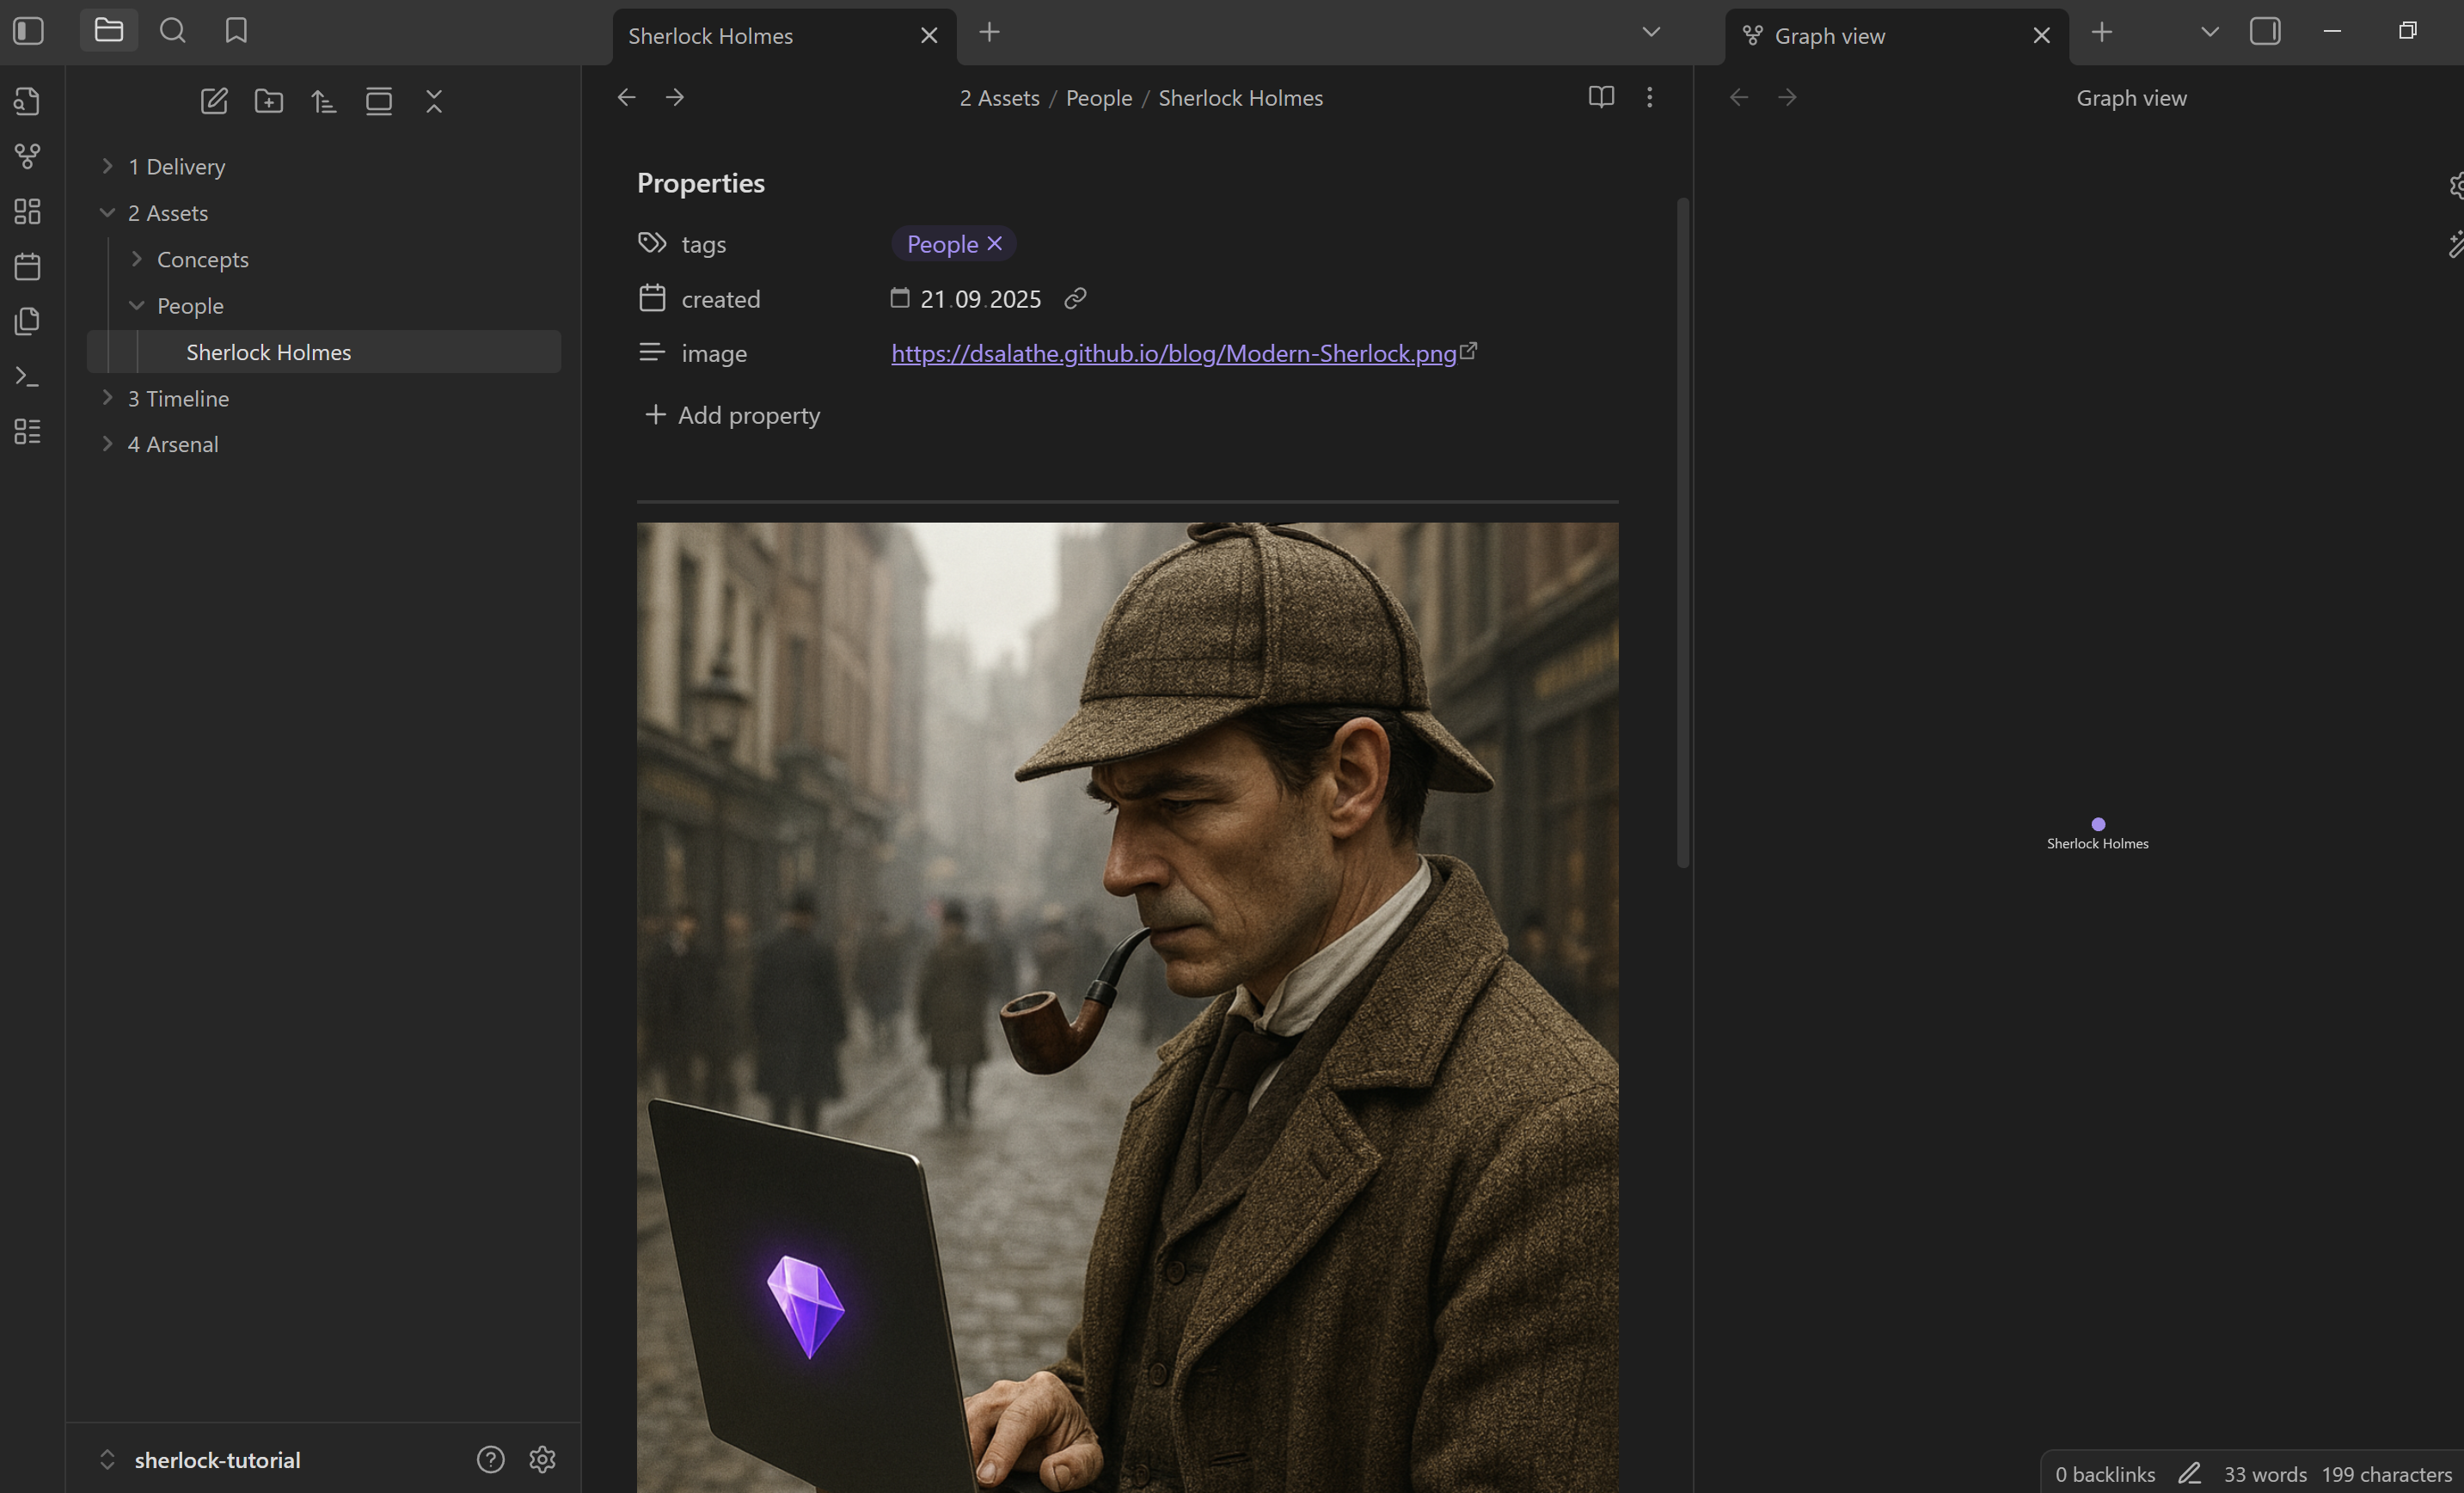 Sherlock Holmes
Graph view
2 Assets / People / Sherlock Holmes
Graph view
1 Delivery
2 Assets
Concepts
People
Sherlock Holmes
3 Timeline
4 Arsenal
sherlock-tutorial
Properties
tags People
created 21.09.2025
image https://dsalathe.github.io/blog/Modern-Sherlock.png
Add property
Sherlock Holmes
0 backlinks 33 words 199 characters